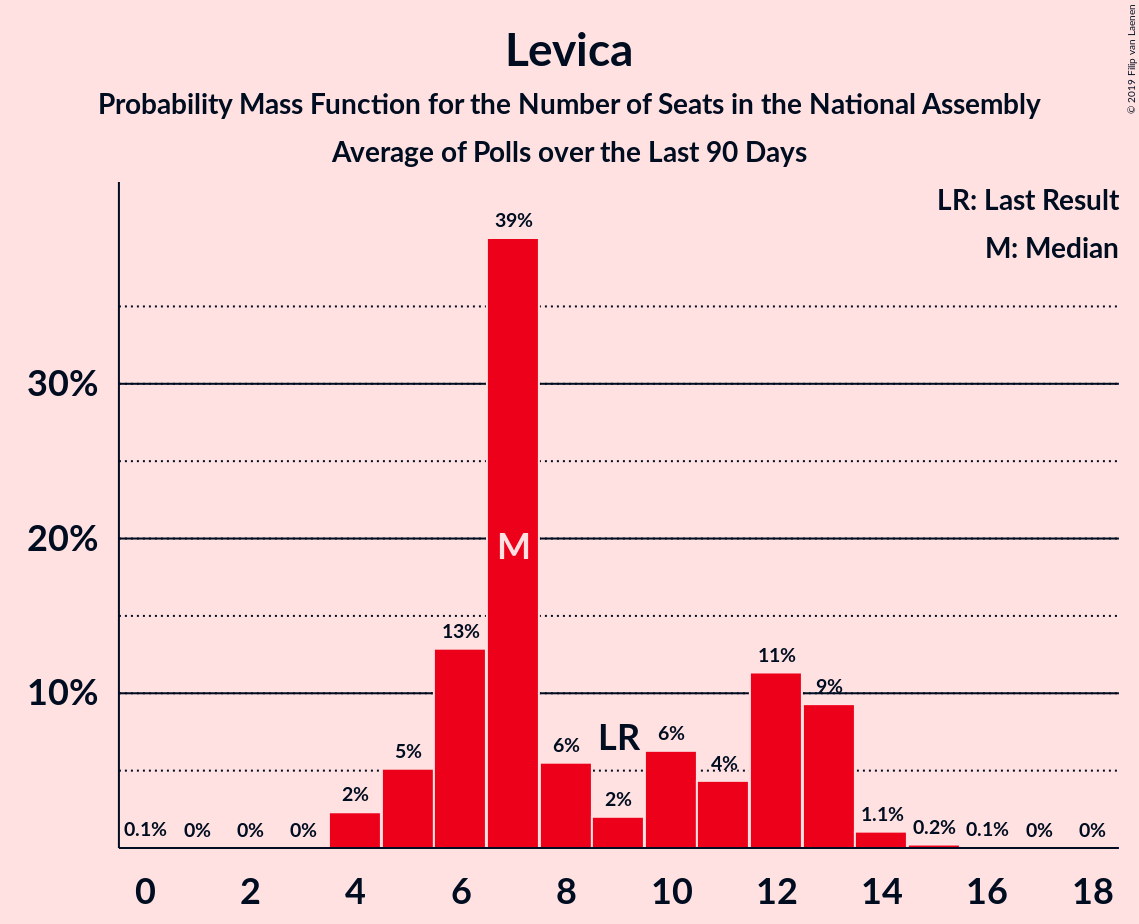 Levica
Probability Mass Function for the Number of Seats in the National Assembly
Average of Polls over the Last 90 Days
© 2019 Filip van Laenen
LR: Last Result
M: Median
39%
30%
20%
M
13%
11%
10%
9%
LR
6%
6%
5%
4%
2%
2%
1.1%
0.1% 0% 0% 0% 0.2% 0.1% 0% 0%
0 2 4 6 8 10 12 14 16 18